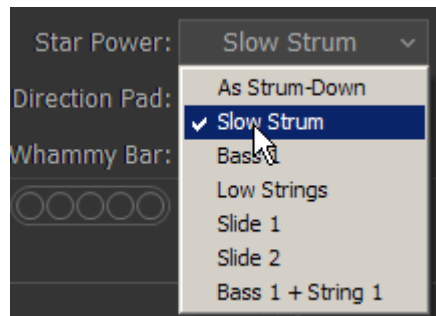 Star Power: Slow Strum
As Strum-Down
Direction Pad:
Slow Strum
Whammy Bar:
Bass 1
Low Strings
Slide 1
Slide 2
Bass 1 + String 1